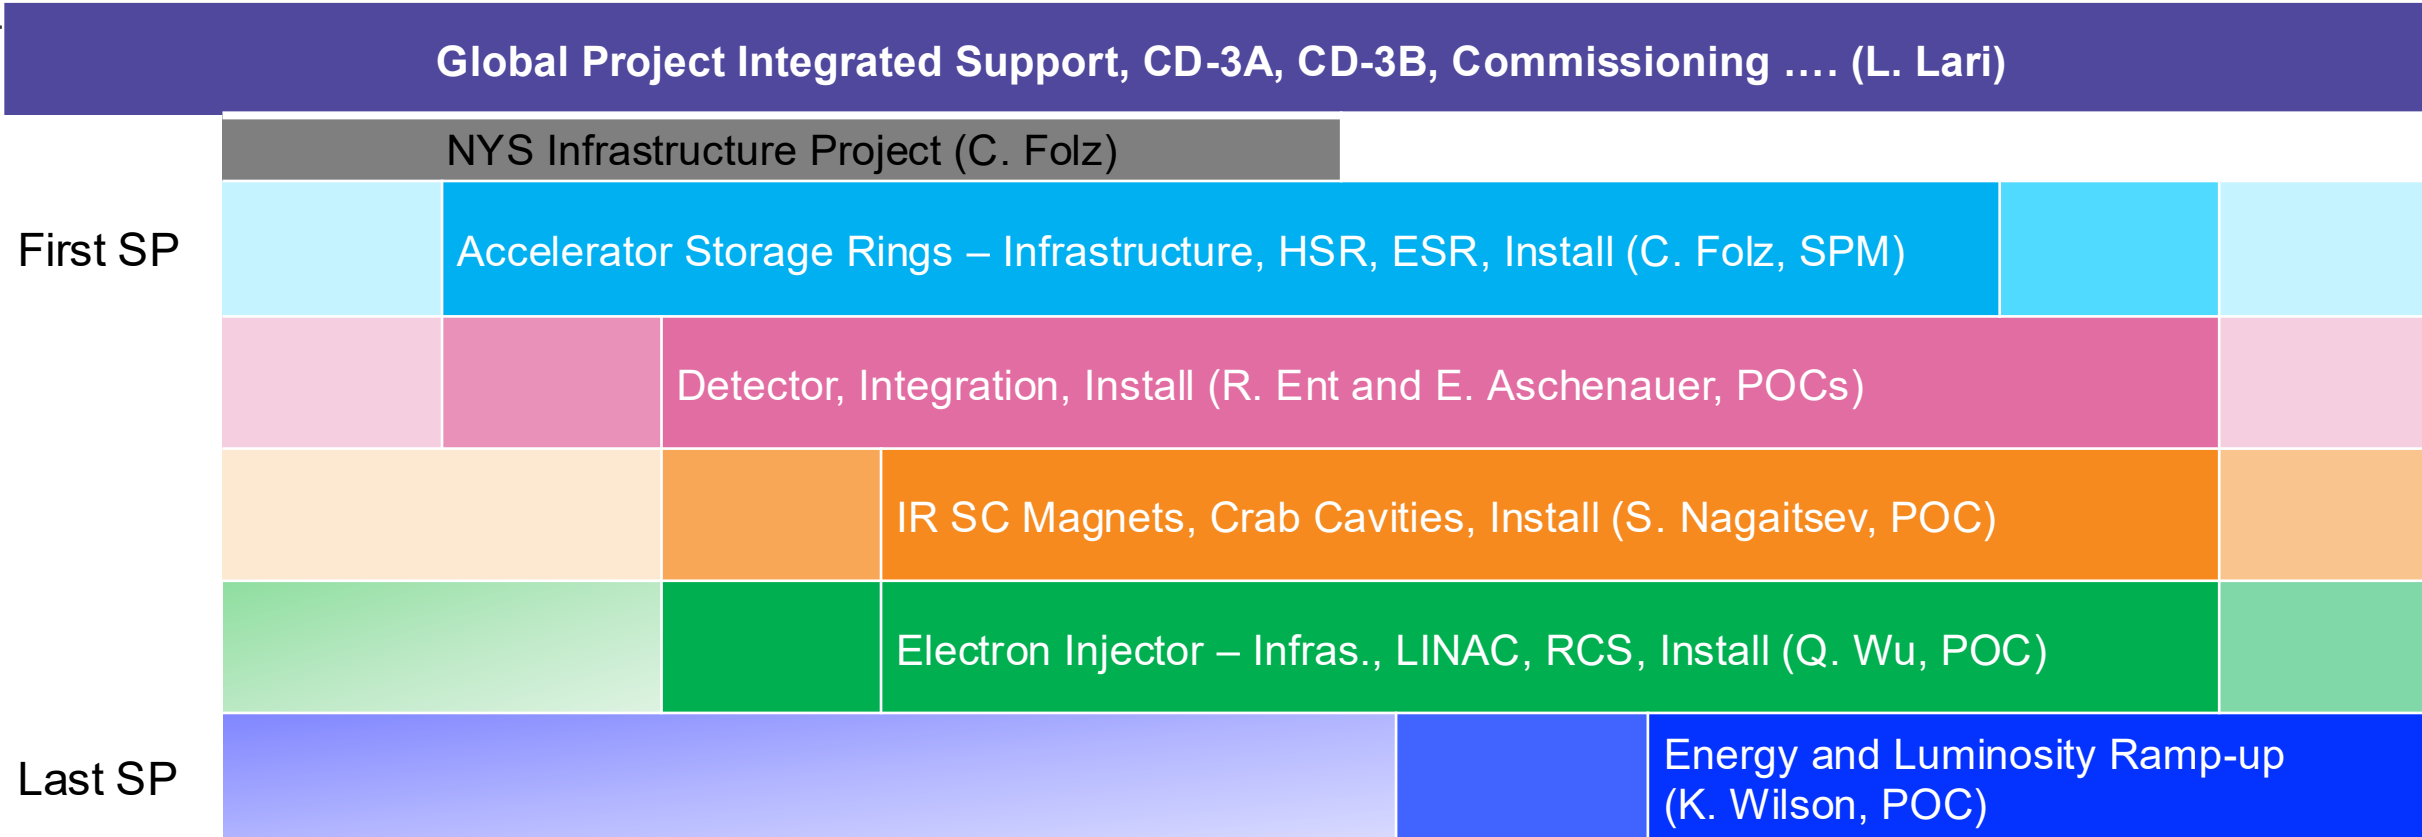 Global Project Integrated Support, CD-3A, CD-3B, Commissioning .... (L. Lari)
NYS Infrastructure Project (C. Folz)
First SP
Accelerator Storage Rings – Infrastructure, HSR, ESR, Install (C. Folz, SPM)
Detector, Integration, Install (R. Ent and E. Aschenauer, POCs)
IR SC Magnets, Crab Cavities, Install (S. Nagaitsev, POC)
Electron Injector – Infras., LINAC, RCS, Install (Q. Wu, POC)
Last SP
Energy and Luminosity Ramp-up
(K. Wilson, POC)